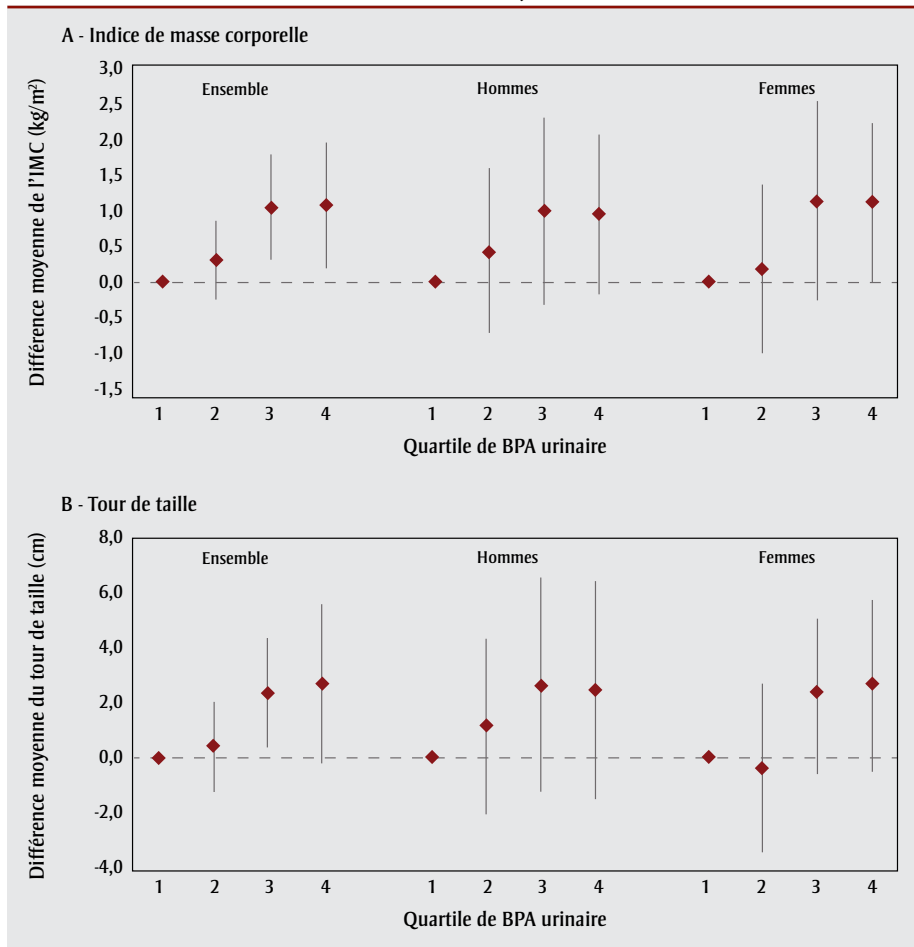 A - Indice de masse corporelle
Différence moyenne de l'IMC (kg/m²)
3,0
2,5
2,0
1,5
1,0
0,5
0,0
-0,5
-1,0
-1,5
Ensemble Hommes Femmes
1 2 3 4 1 2 3 4 1 2 3 4
Quartile de BPA urinaire
B - Tour de taille
Différence moyenne du tour de taille (cm)
8,0
6,0
4,0
2,0
0,0
-2,0
-4,0
Ensemble Hommes Femmes
1 2 3 4 1 2 3 4 1 2 3 4
Quartile de BPA urinaire